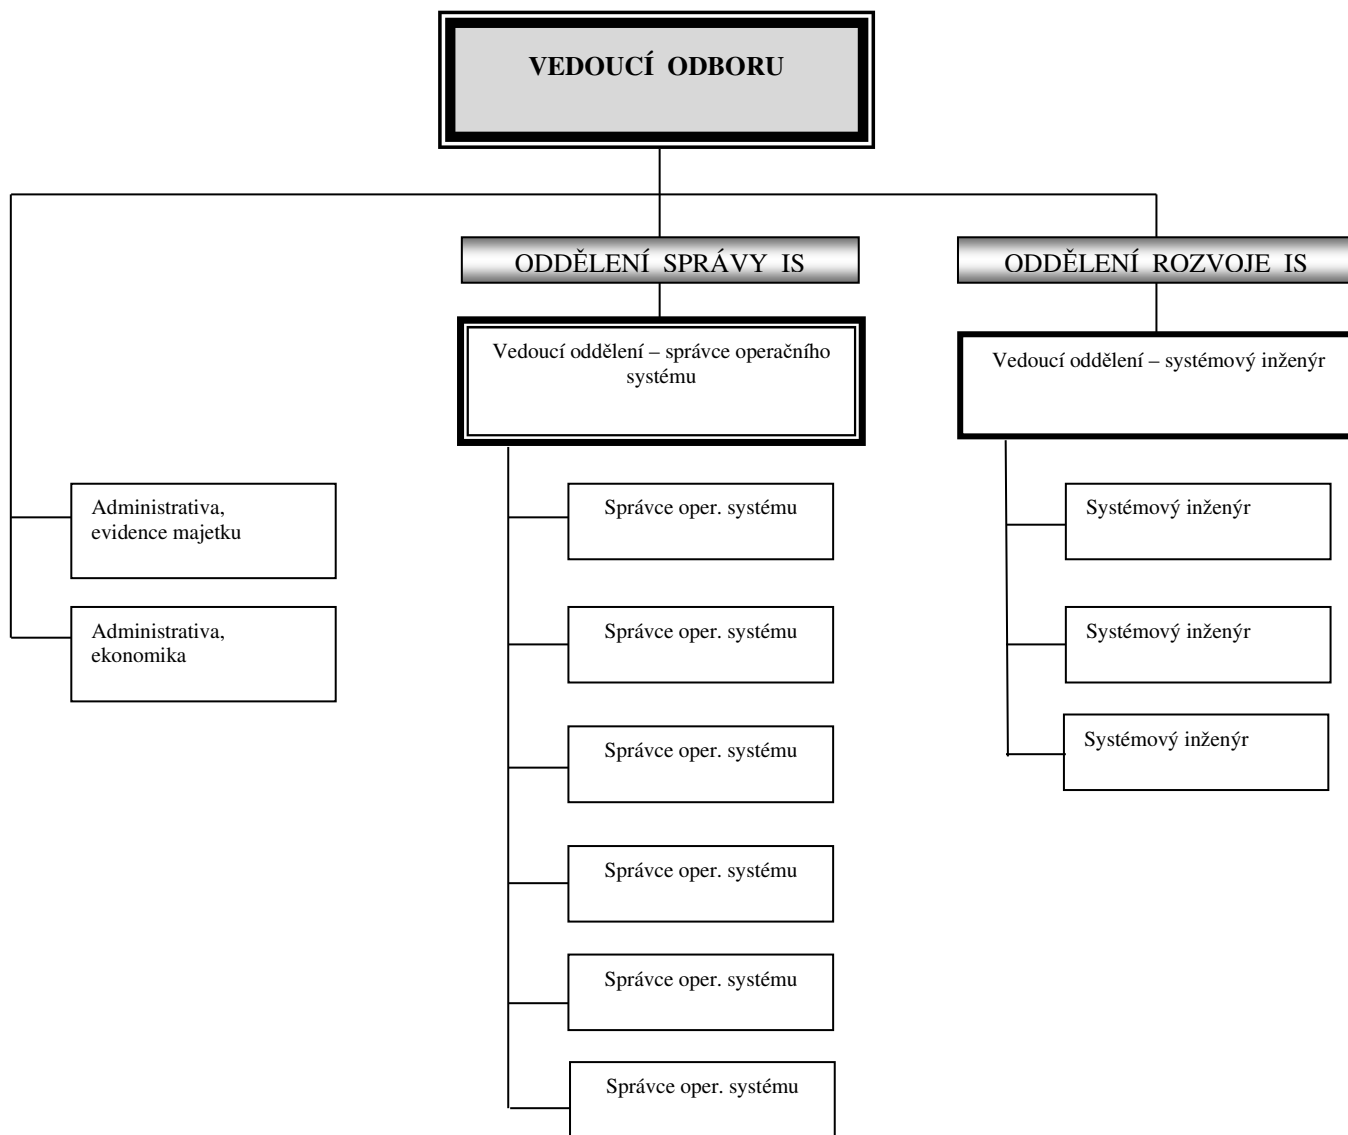 VEDOUCÍ ODBORU
ODDĚLENÍ SPRÁVY IS
ODDĚLENÍ ROZVOJE IS
Vedoucí oddělení – správce operačního
systému
Vedoucí oddělení – systémový inženýr
Administrativa,
evidence majetku
Administrativa,
ekonomika
Správce oper. systému
Správce oper. systému
Správce oper. systému
Správce oper. systému
Správce oper. systému
Správce oper. systému
Systémový inženýr
Systémový inženýr
Systémový inženýr